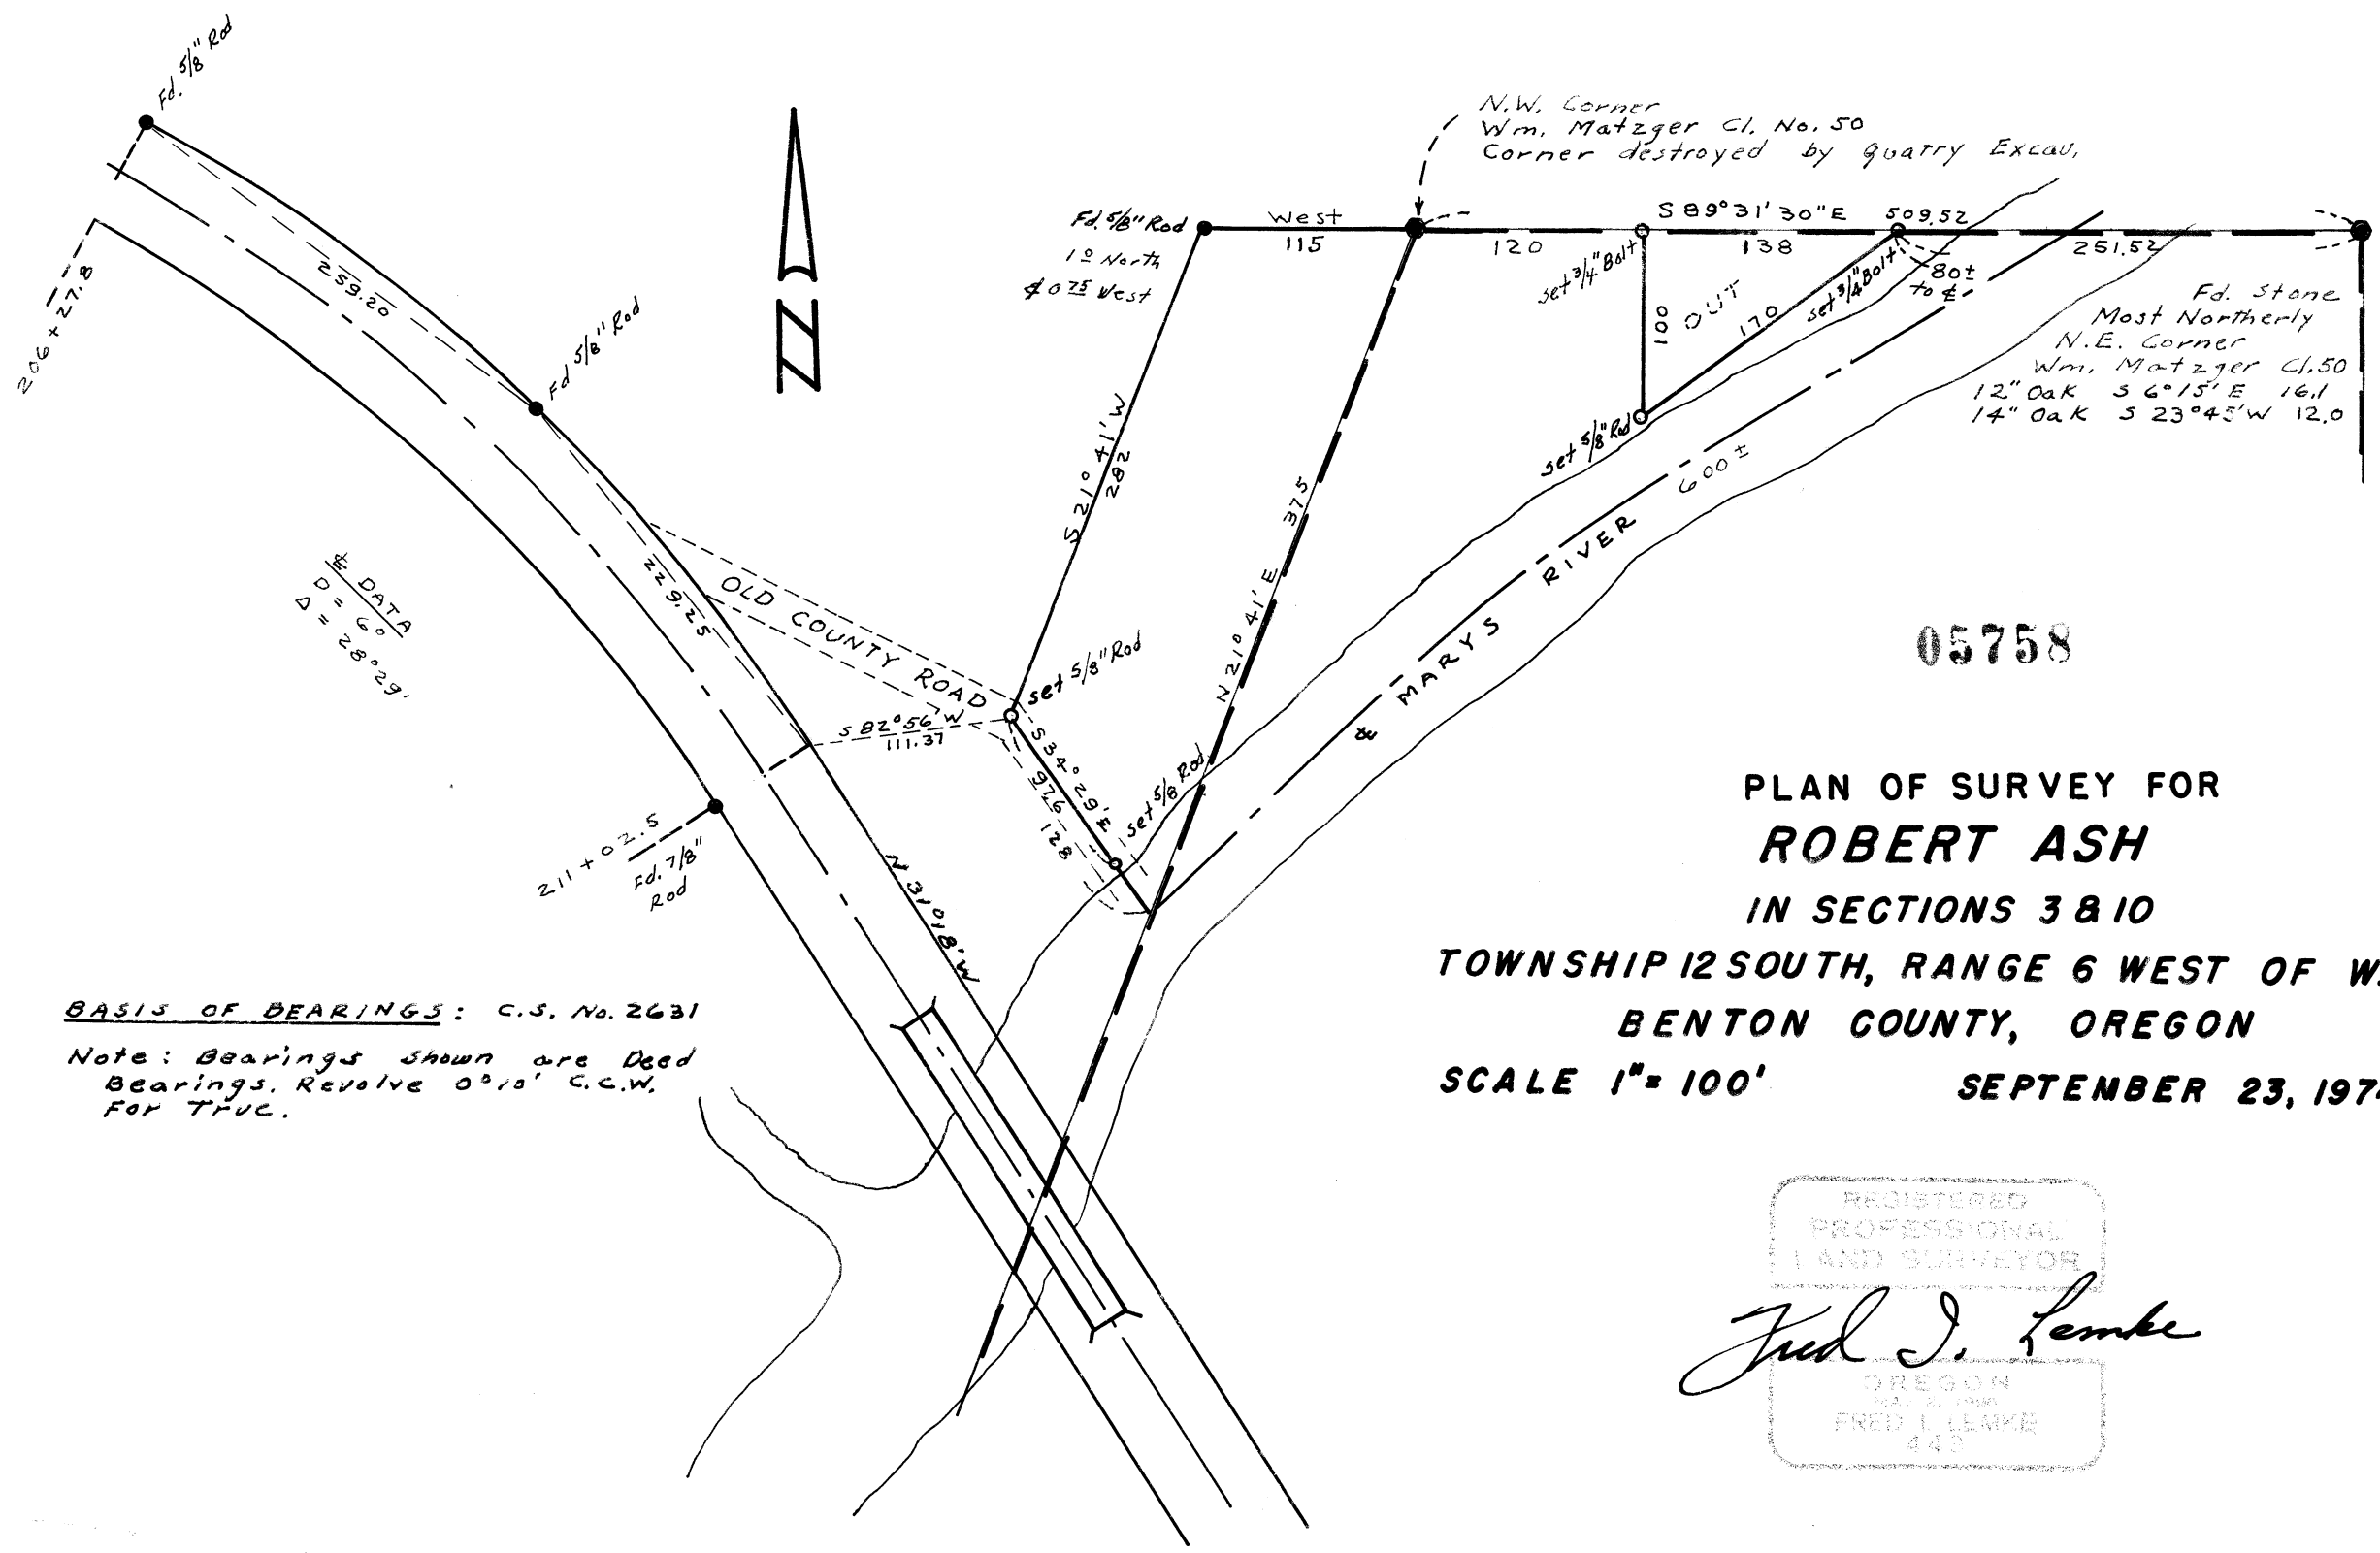 Fd. 5/8" Rod
206 + 27.8
259.20
Fd 5/8" Rod
N
N.W. Corner
Wm. Matzger Cl. No. 50
Corner destroyed by Quarry Excav.
Fd. 5/8" Rod
1.0 North
& 0.75 West
West
115
120
S 89°31'30"E 509.52
138
251.52
set 3/4" Bolt
set 3/4" Bolt
80±
to ℄
100
OUT
170
set 5/8" Rod
Fd. Stone
Most Northerly
N.E. Corner
Wm. Matzger Cl. 50
12" Oak S 6°15' E 16.1
14" Oak S 23°45' W 12.0
S 21° 41' W
282
N 21° 41' E 375
600±
℄ MARYS RIVER
℄ DATA
D = 6°
Δ = 28°29'
229.25
OLD COUNTY ROAD
set 5/8" Rod
S 82°56' W
111.37
S 34° 29' E
97.6
128
set 5/8 Rod
211 + 02.5
Fd. 7/8"
Rod
N 31°18' W
05758
PLAN OF SURVEY FOR
ROBERT ASH
IN SECTIONS 3 & 10
TOWNSHIP 12 SOUTH, RANGE 6 WEST OF W.
BENTON COUNTY, OREGON
SCALE 1" = 100' SEPTEMBER 23, 197
BASIS OF BEARINGS: C.S. No. 2631
Note: Bearings shown are Deed
Bearings. Revolve 0°10' C.C.W.
For True.
REGISTERED
PROFESSIONAL
LAND SURVEYOR
Fred I. Lemke
OREGON
FRED I. LEMKE
443